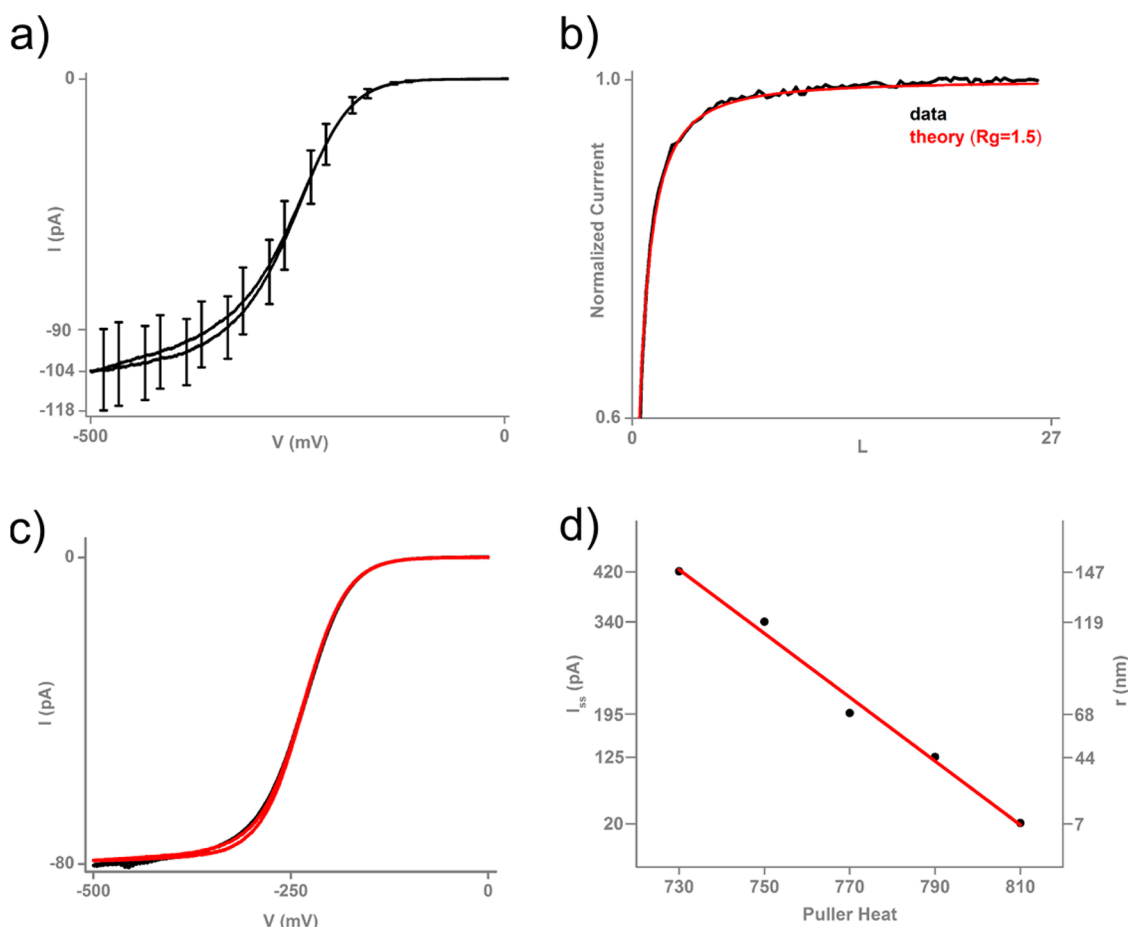 a)
0
I (pA)
-90
-104
-118
-500
0
V (mV)
b)
1.0
data
theory (Rg=1.5)
Normalized Currrent
0.6
0
27
L
c)
0
I (pA)
-80
-500
-250
0
V (mV)
d)
420
340
195
125
20
I_ss (pA)
147
119
68
44
7
r (nm)
730
750
770
790
810
Puller Heat